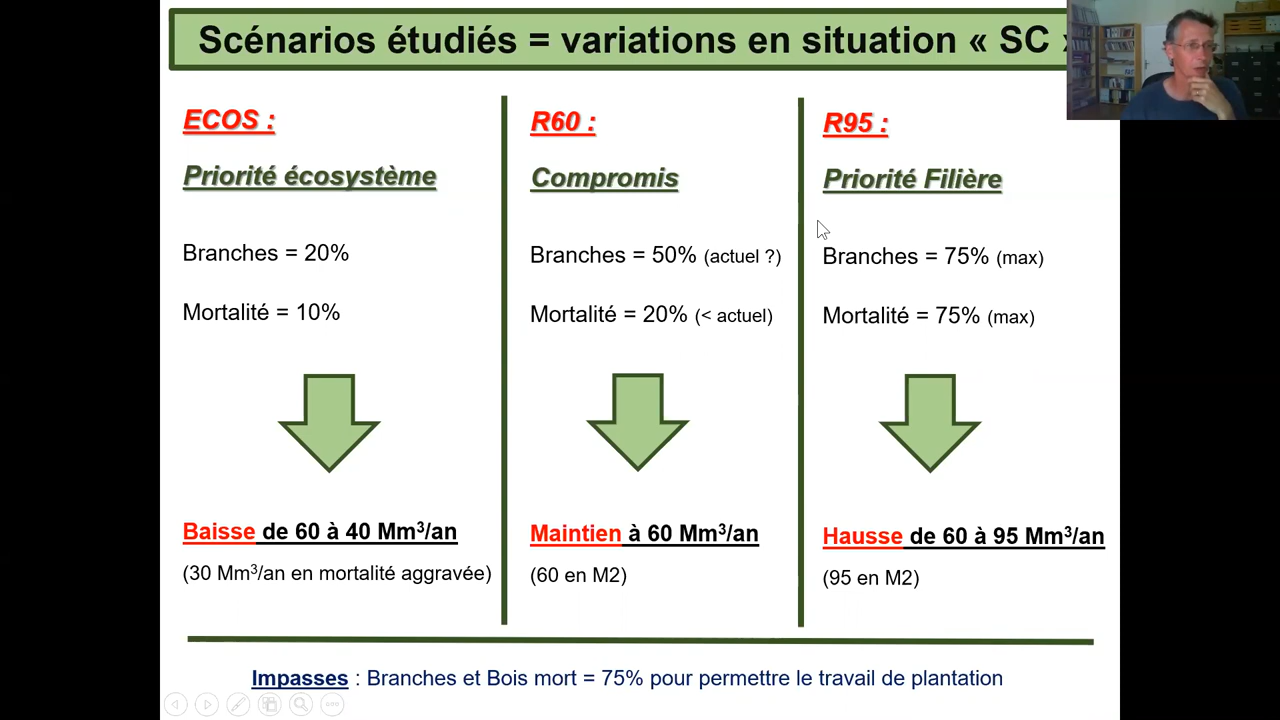 Scénarios étudiés = variations en situation « SC »
ECOS :
Priorité écosystème
Branches = 20%
Mortalité = 10%
Baisse de 60 à 40 Mm³/an
(30 Mm³/an en mortalité aggravée)
R60 :
Compromis
Branches = 50% (actuel ?)
Mortalité = 20% (< actuel)
Maintien à 60 Mm³/an
(60 en M2)
R95 :
Priorité Filière
Branches = 75% (max)
Mortalité = 75% (max)
Hausse de 60 à 95 Mm³/an
(95 en M2)
Impasses : Branches et Bois mort = 75% pour permettre le travail de plantation